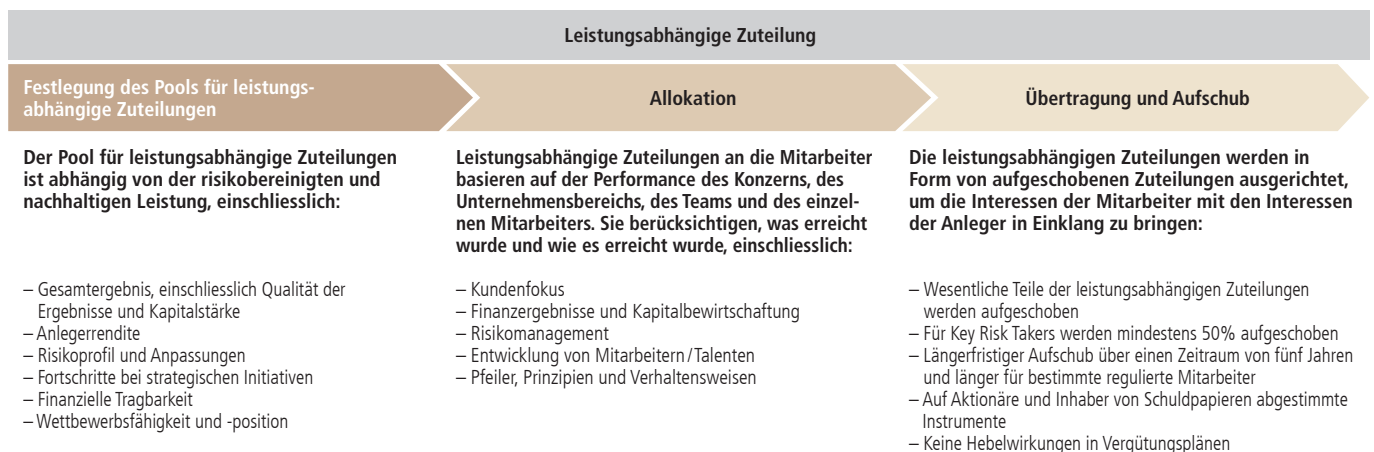 Leistungsabhängige Zuteilung
Festlegung des Pools für leistungs-
abhängige Zuteilungen
Allokation
Übertragung und Aufschub
Der Pool für leistungsabhängige Zuteilungen
ist abhängig von der risikobereinigten und
nachhaltigen Leistung, einschliesslich:
– Gesamtergebnis, einschliesslich Qualität der
Ergebnisse und Kapitalstärke
– Anlegerrendite
– Risikoprofil und Anpassungen
– Fortschritte bei strategischen Initiativen
– Finanzielle Tragbarkeit
– Wettbewerbsfähigkeit und -position
Leistungsabhängige Zuteilungen an die Mitarbeiter
basieren auf der Performance des Konzerns, des
Unternehmensbereichs, des Teams und des einzel-
nen Mitarbeiters. Sie berücksichtigen, was erreicht
wurde und wie es erreicht wurde, einschliesslich:
– Kundenfokus
– Finanzergebnisse und Kapitalbewirtschaftung
– Risikomanagement
– Entwicklung von Mitarbeitern / Talenten
– Pfeiler, Prinzipien und Verhaltensweisen
Die leistungsabhängigen Zuteilungen werden in
Form von aufgeschobenen Zuteilungen ausgerichtet,
um die Interessen der Mitarbeiter mit den Interessen
der Anleger in Einklang zu bringen:
– Wesentliche Teile der leistungsabhängigen Zuteilungen
werden aufgeschoben
– Für Key Risk Takers werden mindestens 50% aufgeschoben
– Längerfristiger Aufschub über einen Zeitraum von fünf Jahren
und länger für bestimmte regulierte Mitarbeiter
– Auf Aktionäre und Inhaber von Schuldpapieren abgestimmte
Instrumente
– Keine Hebelwirkungen in Vergütungsplänen